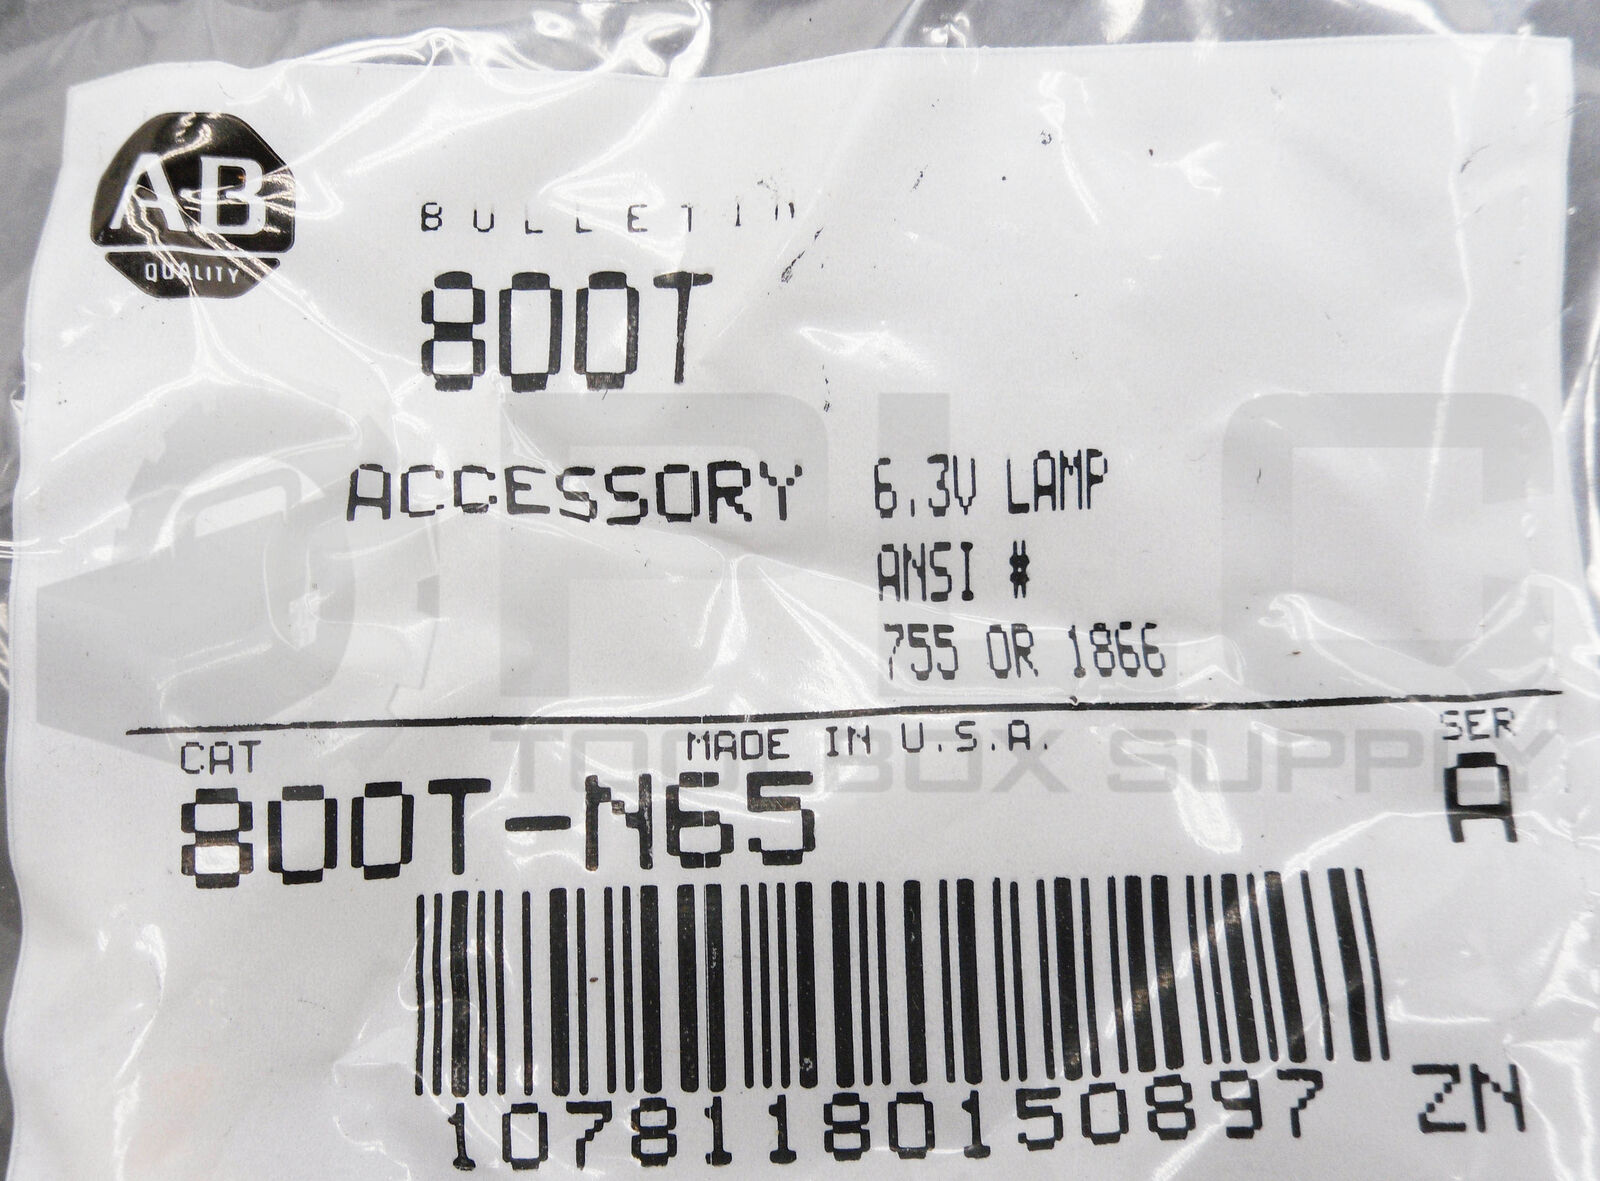 A-B
QUALITY
BULLETIN
800T
ACCESSORY 6.3V LAMP
ANSI #
755 OR 1866
PLC
TOOLBOX SUPPLY
CAT MADE IN U.S.A. SER
800T-N65 A
10781180150897 ZN